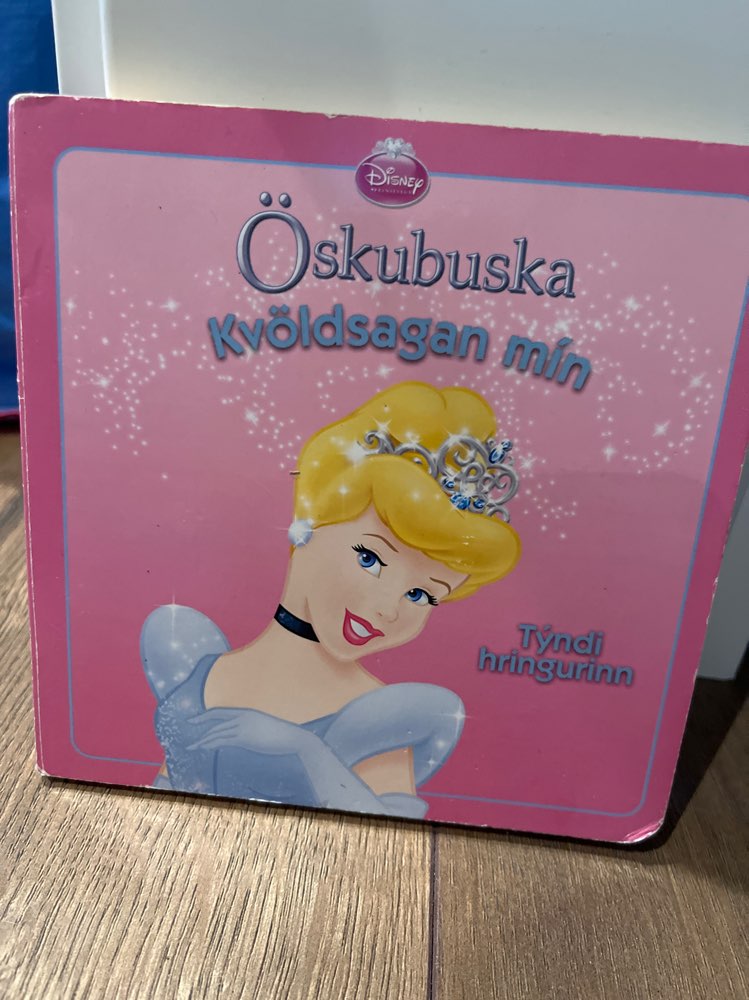 Disney
Öskubuska
Kvöldsagan mín
Týndi
hringurinn